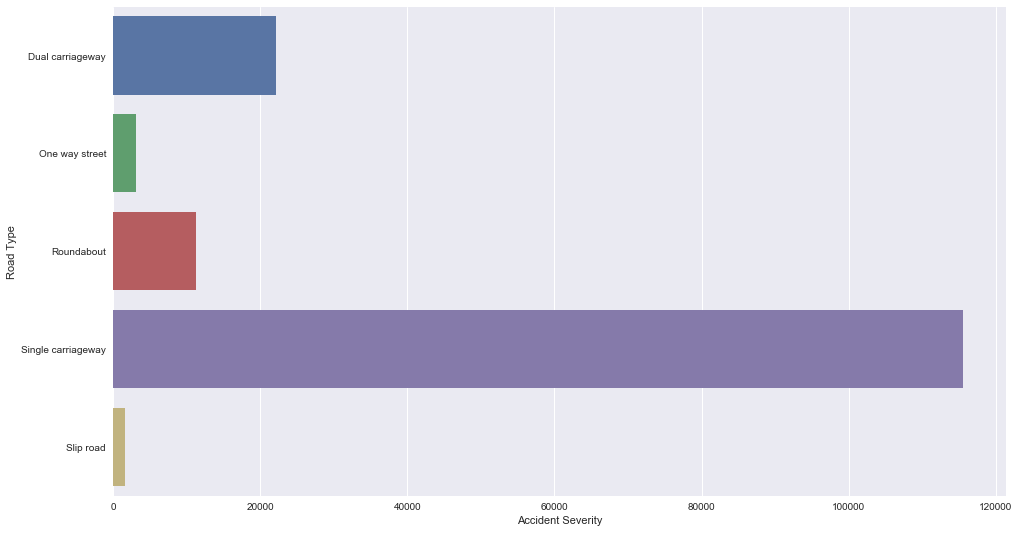 Road Type
Dual carriageway
One way street
Roundabout
Single carriageway
Slip road
0 20000 40000 60000 80000 100000 120000
Accident Severity